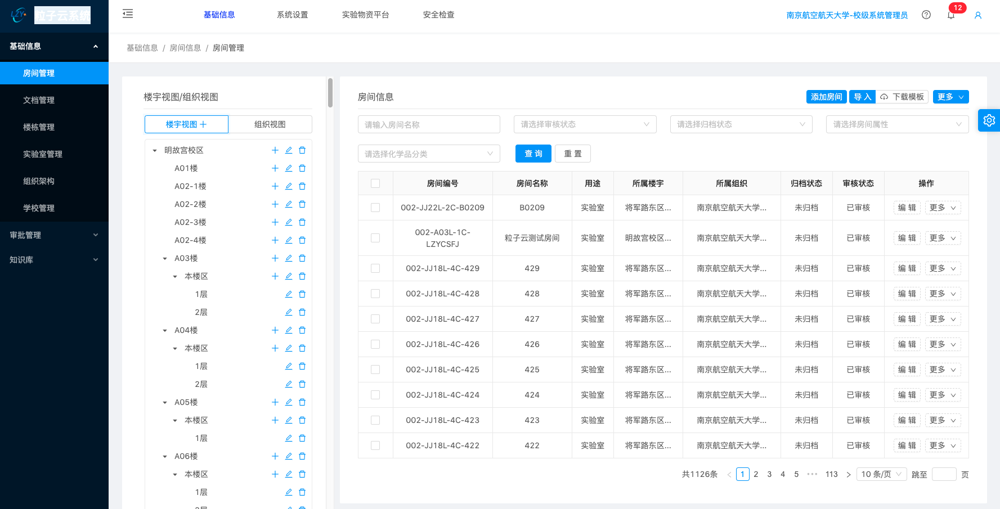 LZY 粒子云系统
基础信息 系统设置 实验物资平台 安全检查
南京航空航天大学-校级系统管理员 12
基础信息
房间管理
文档管理
楼栋管理
实验室管理
组织架构
学校管理
审批管理
知识库
基础信息 / 房间信息 / 房间管理
楼宇视图/组织视图
楼宇视图 组织视图
明故宫校区
A01楼
A02-1楼
A02-2楼
A02-3楼
A02-4楼
A03楼
本楼区
1层
2层
A04楼
本楼区
1层
2层
A05楼
本楼区
1层
A06楼
本楼区
1层
房间信息
添加房间 导入 下载模板 更多
请输入房间名称 请选择审核状态 请选择归档状态 请选择房间属性
请选择化学品分类 查询 重置
房间编号 房间名称 用途 所属楼宇 所属组织 归档状态 审核状态 操作
002-JJ22L-2C-B0209 B0209 实验室 将军路东区... 南京航空航天大学... 未归档 已审核 编辑 更多
002-A03L-1C-
LZYCSFJ 粒子云测试房间 实验室 明故宫校区... 南京航空航天大学... 未归档 已审核 编辑 更多
002-JJ18L-4C-429 429 实验室 将军路东区... 南京航空航天大学... 未归档 已审核 编辑 更多
002-JJ18L-4C-428 428 实验室 将军路东区... 南京航空航天大学... 未归档 已审核 编辑 更多
002-JJ18L-4C-427 427 实验室 将军路东区... 南京航空航天大学... 未归档 已审核 编辑 更多
002-JJ18L-4C-426 426 实验室 将军路东区... 南京航空航天大学... 未归档 已审核 编辑 更多
002-JJ18L-4C-425 425 实验室 将军路东区... 南京航空航天大学... 未归档 已审核 编辑 更多
002-JJ18L-4C-424 424 实验室 将军路东区... 南京航空航天大学... 未归档 已审核 编辑 更多
002-JJ18L-4C-423 423 实验室 将军路东区... 南京航空航天大学... 未归档 已审核 编辑 更多
002-JJ18L-4C-422 422 实验室 将军路东区... 南京航空航天大学... 未归档 已审核 编辑 更多
共1126条 1 2 3 4 5 ••• 113 10 条/页 跳至 页